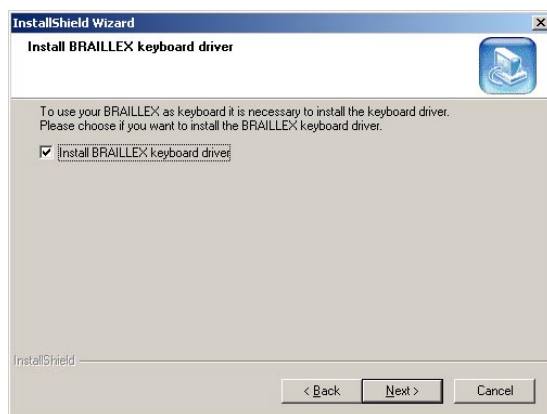 InstallShield Wizard
Install BRAILLEX keyboard driver
To use your BRAILLEX as keyboard it is necessary to install the keyboard driver.
Please choose if you want to install the BRAILLEX keyboard driver.
Install BRAILLEX keyboard driver
InstallShield
< Back Next > Cancel